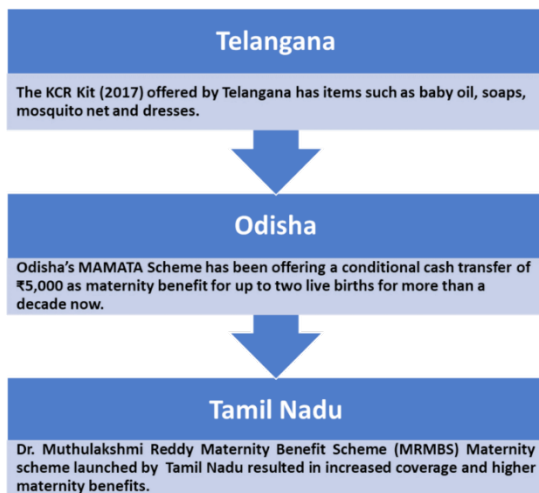 Telangana
The KCR Kit (2017) offered by Telangana has items such as baby oil, soaps,
mosquito net and dresses.
Odisha
Odisha's MAMATA Scheme has been offering a conditional cash transfer of
₹5,000 as maternity benefit for up to two live births for more than a
decade now.
Tamil Nadu
Dr. Muthulakshmi Reddy Maternity Benefit Scheme (MRMBS) Maternity
scheme launched by Tamil Nadu resulted in increased coverage and higher
maternity benefits.